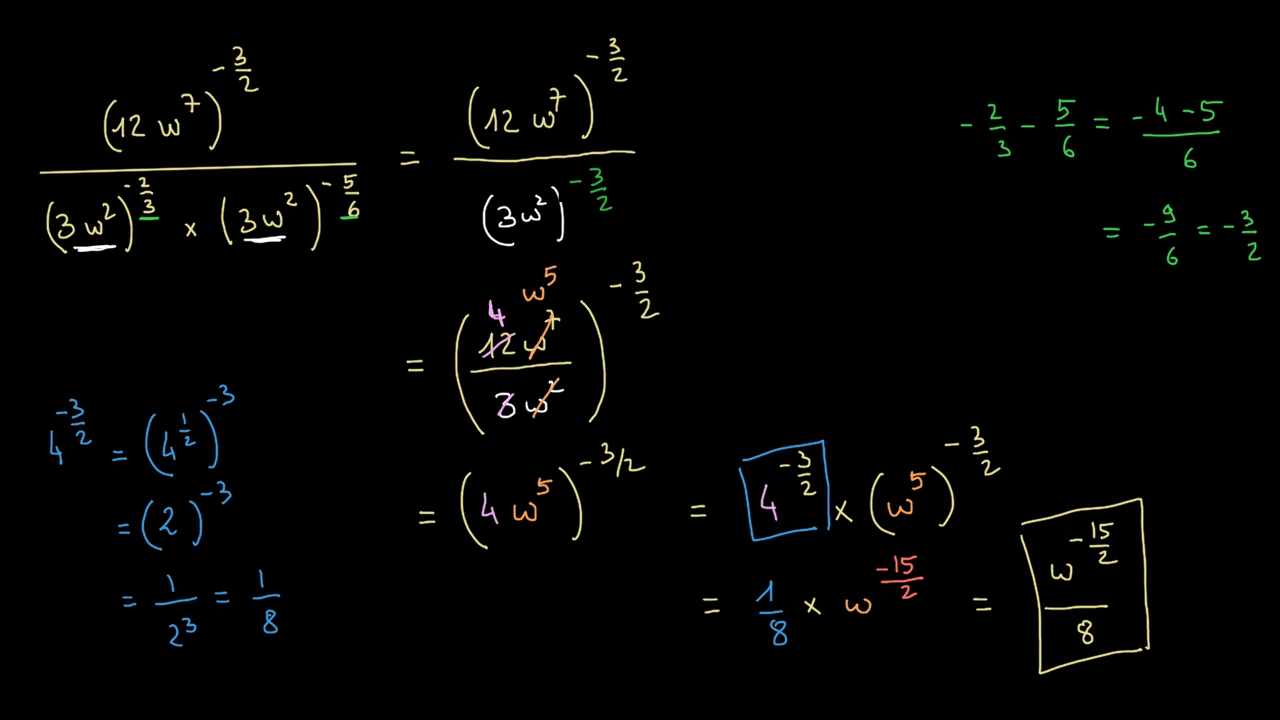 (12 w^7)^{-3/2} / ((3w^2)^{-2/3} × (3w^2)^{-5/6}) = (12 w^7)^{-3/2} / (3w^2)^{-3/2}
-2/3 - 5/6 = (-4 - 5)/6
= -9/6 = -3/2
= (12 w^7 / 3 w^2)^{-3/2}
4 w^5
4^{-3/2} = (4^{1/2})^{-3}
= (2)^{-3}
= 1/2^3 = 1/8
= (4 w^5)^{-3/2} = 4^{-3/2} × (w^5)^{-3/2}
= 1/8 × w^{-15/2} = w^{-15/2} / 8